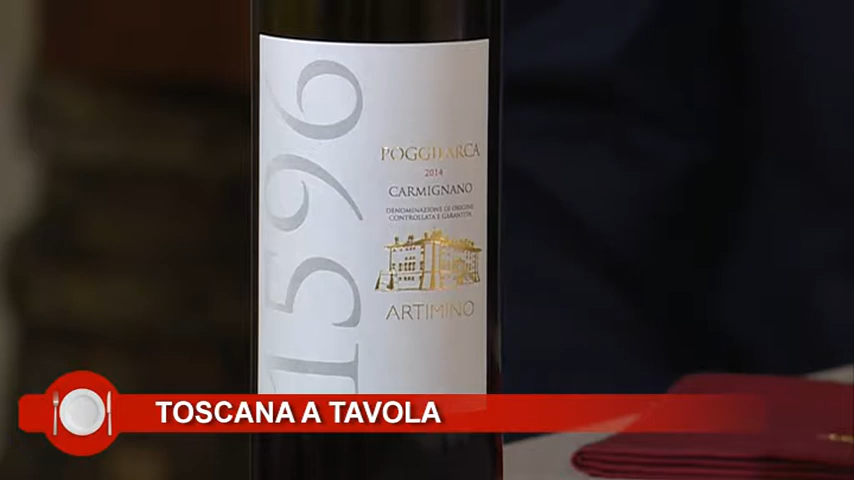 1596
POGGILARCA
2014
CARMIGNANO
DENOMINAZIONE DI ORIGINE
CONTROLLATA E GARANTITA
ARTIMINO
TOSCANA A TAVOLA